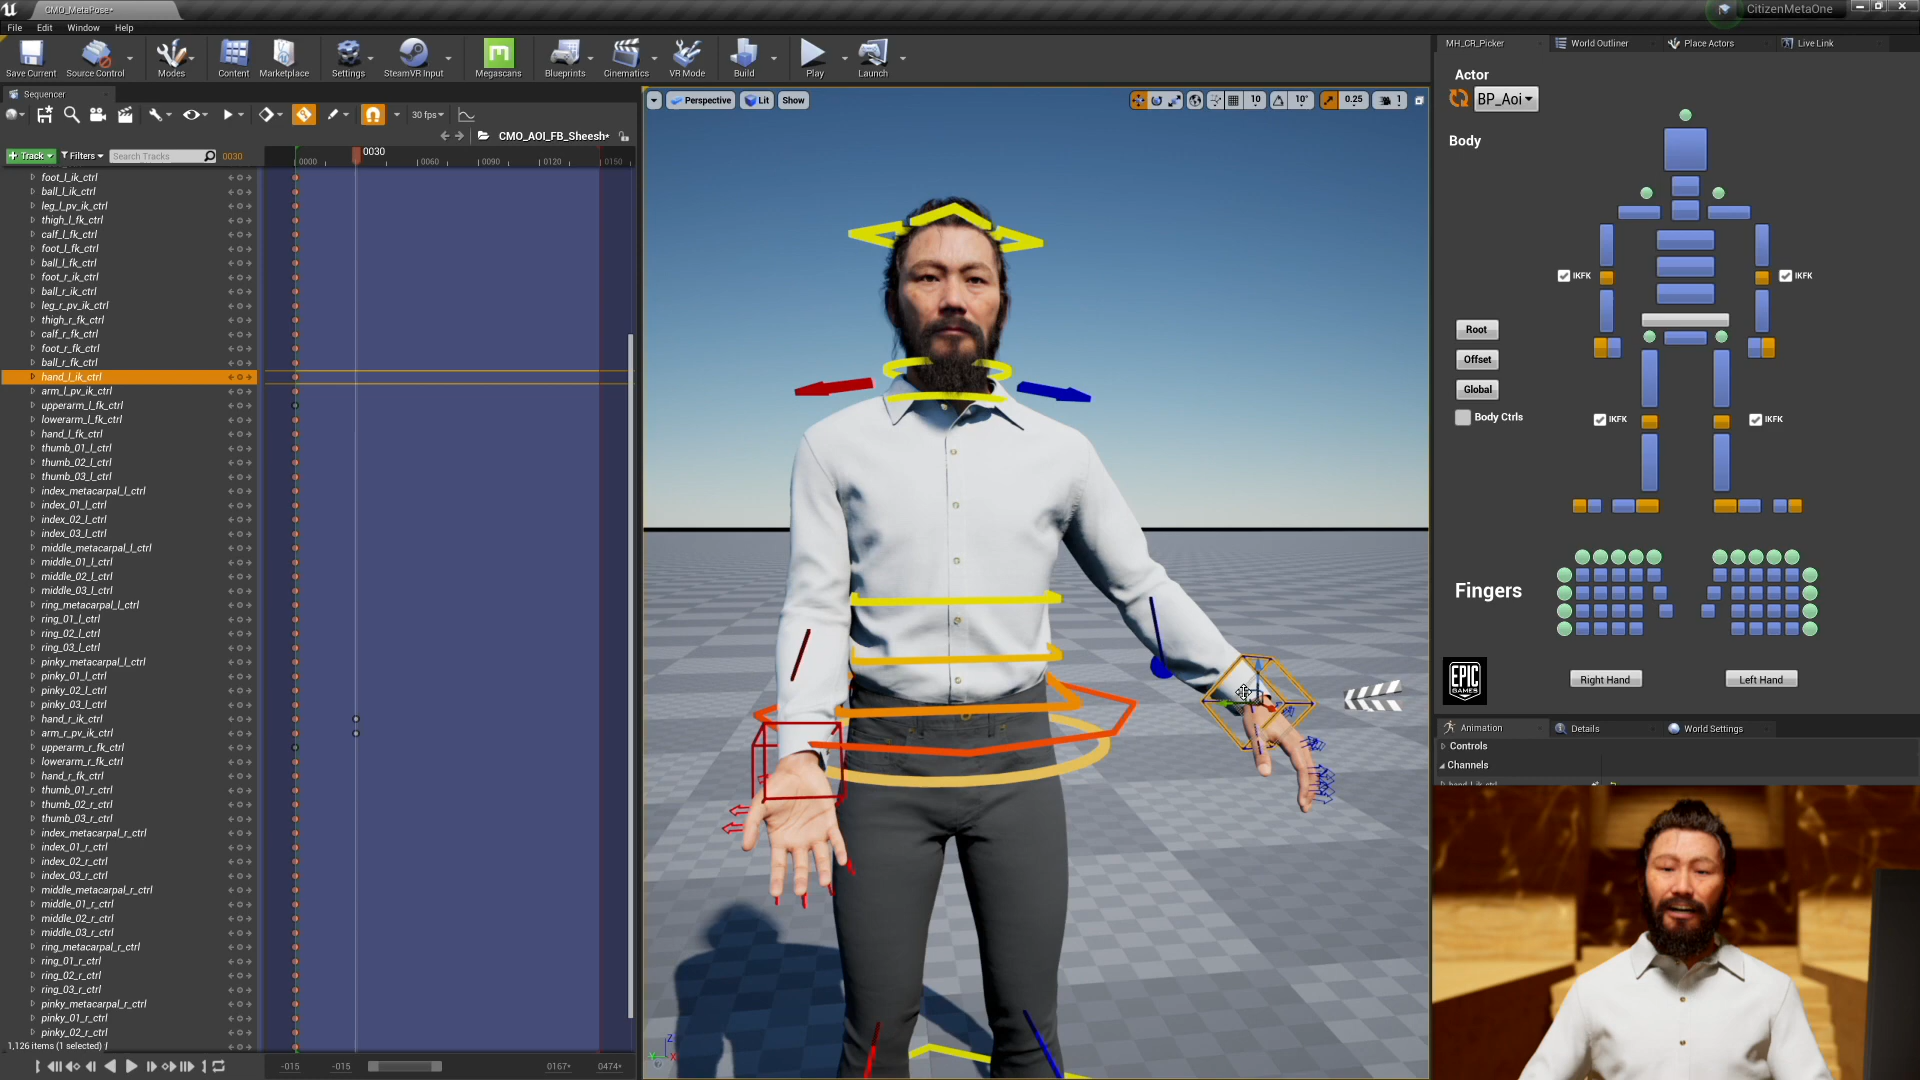 CMO_MetaPose*
CitizenMetaOne
File Edit Window Help
Save Current Source Control Modes Content Marketplace Settings SteamVR Input Megascans Blueprints Cinematics VR Mode Build Play Launch
Sequencer
30 fps
CMO_AOI_FB_Sheesh*
Track Filters Search Tracks 0030
0030
0000 0060 0090 0120 0150
foot_l_ik_ctrl
ball_l_ik_ctrl
leg_l_pv_ik_ctrl
thigh_l_fk_ctrl
calf_l_fk_ctrl
foot_l_fk_ctrl
ball_l_fk_ctrl
foot_r_ik_ctrl
ball_r_ik_ctrl
leg_r_pv_ik_ctrl
thigh_r_fk_ctrl
calf_r_fk_ctrl
foot_r_fk_ctrl
ball_r_fk_ctrl
hand_l_ik_ctrl
arm_l_pv_ik_ctrl
upperarm_l_fk_ctrl
lowerarm_l_fk_ctrl
hand_l_fk_ctrl
thumb_01_l_ctrl
thumb_02_l_ctrl
thumb_03_l_ctrl
index_metacarpal_l_ctrl
index_01_l_ctrl
index_02_l_ctrl
index_03_l_ctrl
middle_metacarpal_l_ctrl
middle_01_l_ctrl
middle_02_l_ctrl
middle_03_l_ctrl
ring_metacarpal_l_ctrl
ring_01_l_ctrl
ring_02_l_ctrl
ring_03_l_ctrl
pinky_metacarpal_l_ctrl
pinky_01_l_ctrl
pinky_02_l_ctrl
pinky_03_l_ctrl
hand_r_ik_ctrl
arm_r_pv_ik_ctrl
upperarm_r_fk_ctrl
lowerarm_r_fk_ctrl
hand_r_fk_ctrl
thumb_01_r_ctrl
thumb_02_r_ctrl
thumb_03_r_ctrl
index_metacarpal_r_ctrl
index_01_r_ctrl
index_02_r_ctrl
index_03_r_ctrl
middle_metacarpal_r_ctrl
middle_01_r_ctrl
middle_02_r_ctrl
middle_03_r_ctrl
ring_metacarpal_r_ctrl
ring_01_r_ctrl
ring_02_r_ctrl
ring_03_r_ctrl
pinky_metacarpal_r_ctrl
pinky_01_r_ctrl
pinky_02_r_ctrl
1,126 items (1 selected)
-015 -015 0167+ 0474+
Perspective Lit Show
10 10° 0.25 1
Z
Y X
MH_CR_Picker World Outliner Place Actors Live Link
Actor
BP_Aoi
Body
IKFK IKFK
Root
Offset
Global
Body Ctrls
IKFK IKFK
Fingers
EPIC
GAMES
Right Hand Left Hand
Animation Details World Settings
Controls
Channels